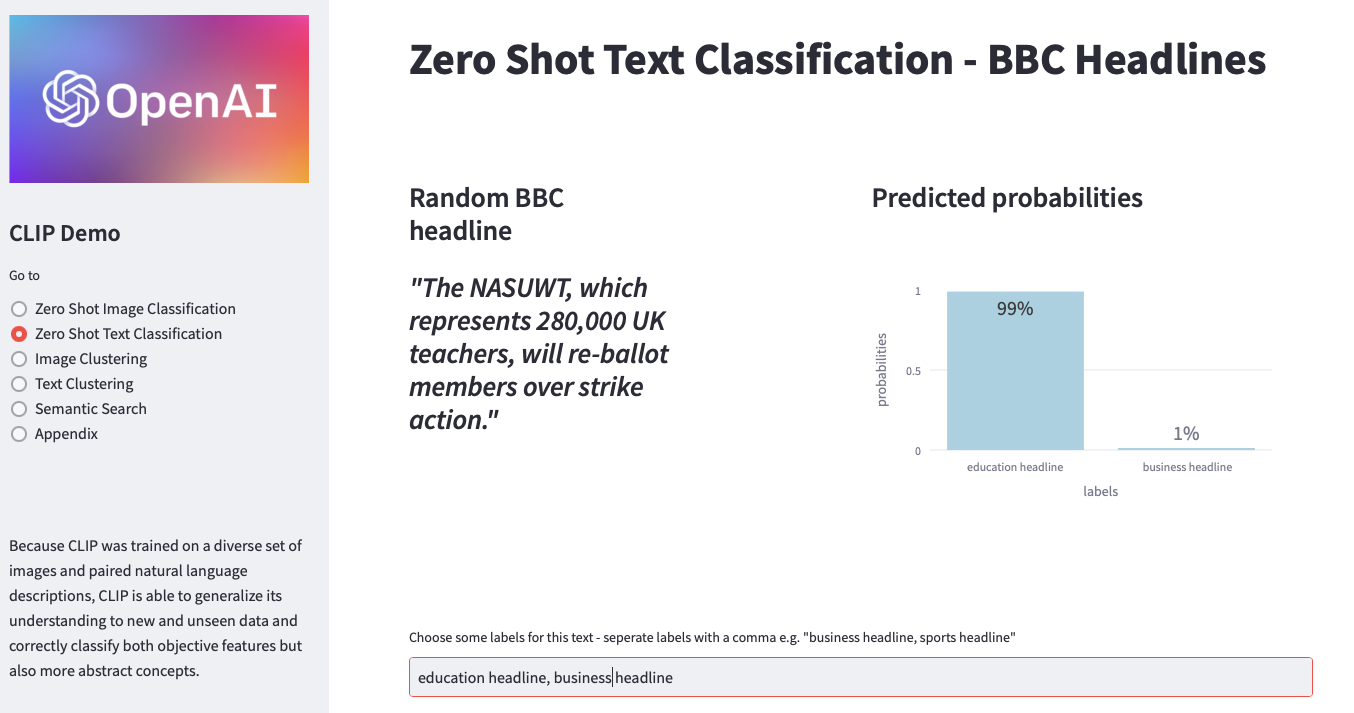 OpenAI
CLIP Demo
Go to
Zero Shot Image Classification
Zero Shot Text Classification
Image Clustering
Text Clustering
Semantic Search
Appendix
Because CLIP was trained on a diverse set of
images and paired natural language
descriptions, CLIP is able to generalize its
understanding to new and unseen data and
correctly classify both objective features but
also more abstract concepts.
Zero Shot Text Classification - BBC Headlines
Random BBC
headline
"The NASUWT, which
represents 280,000 UK
teachers, will re-ballot
members over strike
action."
Predicted probabilities
probabilities
1
0.5
0
99%
1%
education headline
business headline
labels
Choose some labels for this text - seperate labels with a comma e.g. "business headline, sports headline"
education headline, business headline